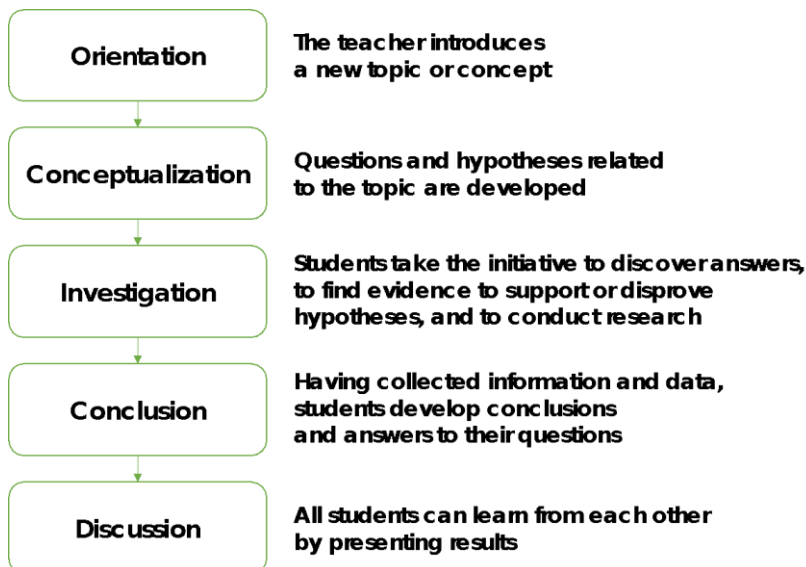 Orientation
The teacher introduces
a new topic or concept
Conceptualization
Questions and hypotheses related
to the topic are developed
Investigation
Students take the initiative to discover answers,
to find evidence to support or disprove
hypotheses, and to conduct research
Conclusion
Having collected information and data,
students develop conclusions
and answers to their questions
Discussion
All students can learn from each other
by presenting results